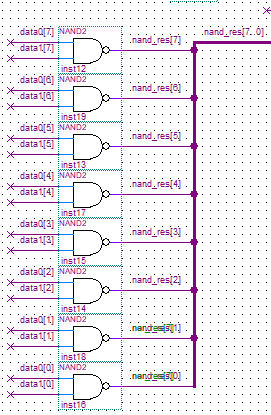 NAND2
.data0[7] .nand_res[7] .nand_res[7..0]
.data1[7]
inst12
NAND2
.data0[6] .nand_res[6]
.data1[6]
inst19
NAND2
.data0[5] .nand_res[5]
.data1[5]
inst13
NAND2
.data0[4] .nand_res[4]
.data1[4]
inst17
NAND2
.data0[3] .nand_res[3]
.data1[3]
inst15
NAND2
.data0[2] .nand_res[2]
.data1[2]
inst14
NAND2
.data0[1]
.data1[1]
inst18
NAND2
.data0[0]
.data1[0]
inst16